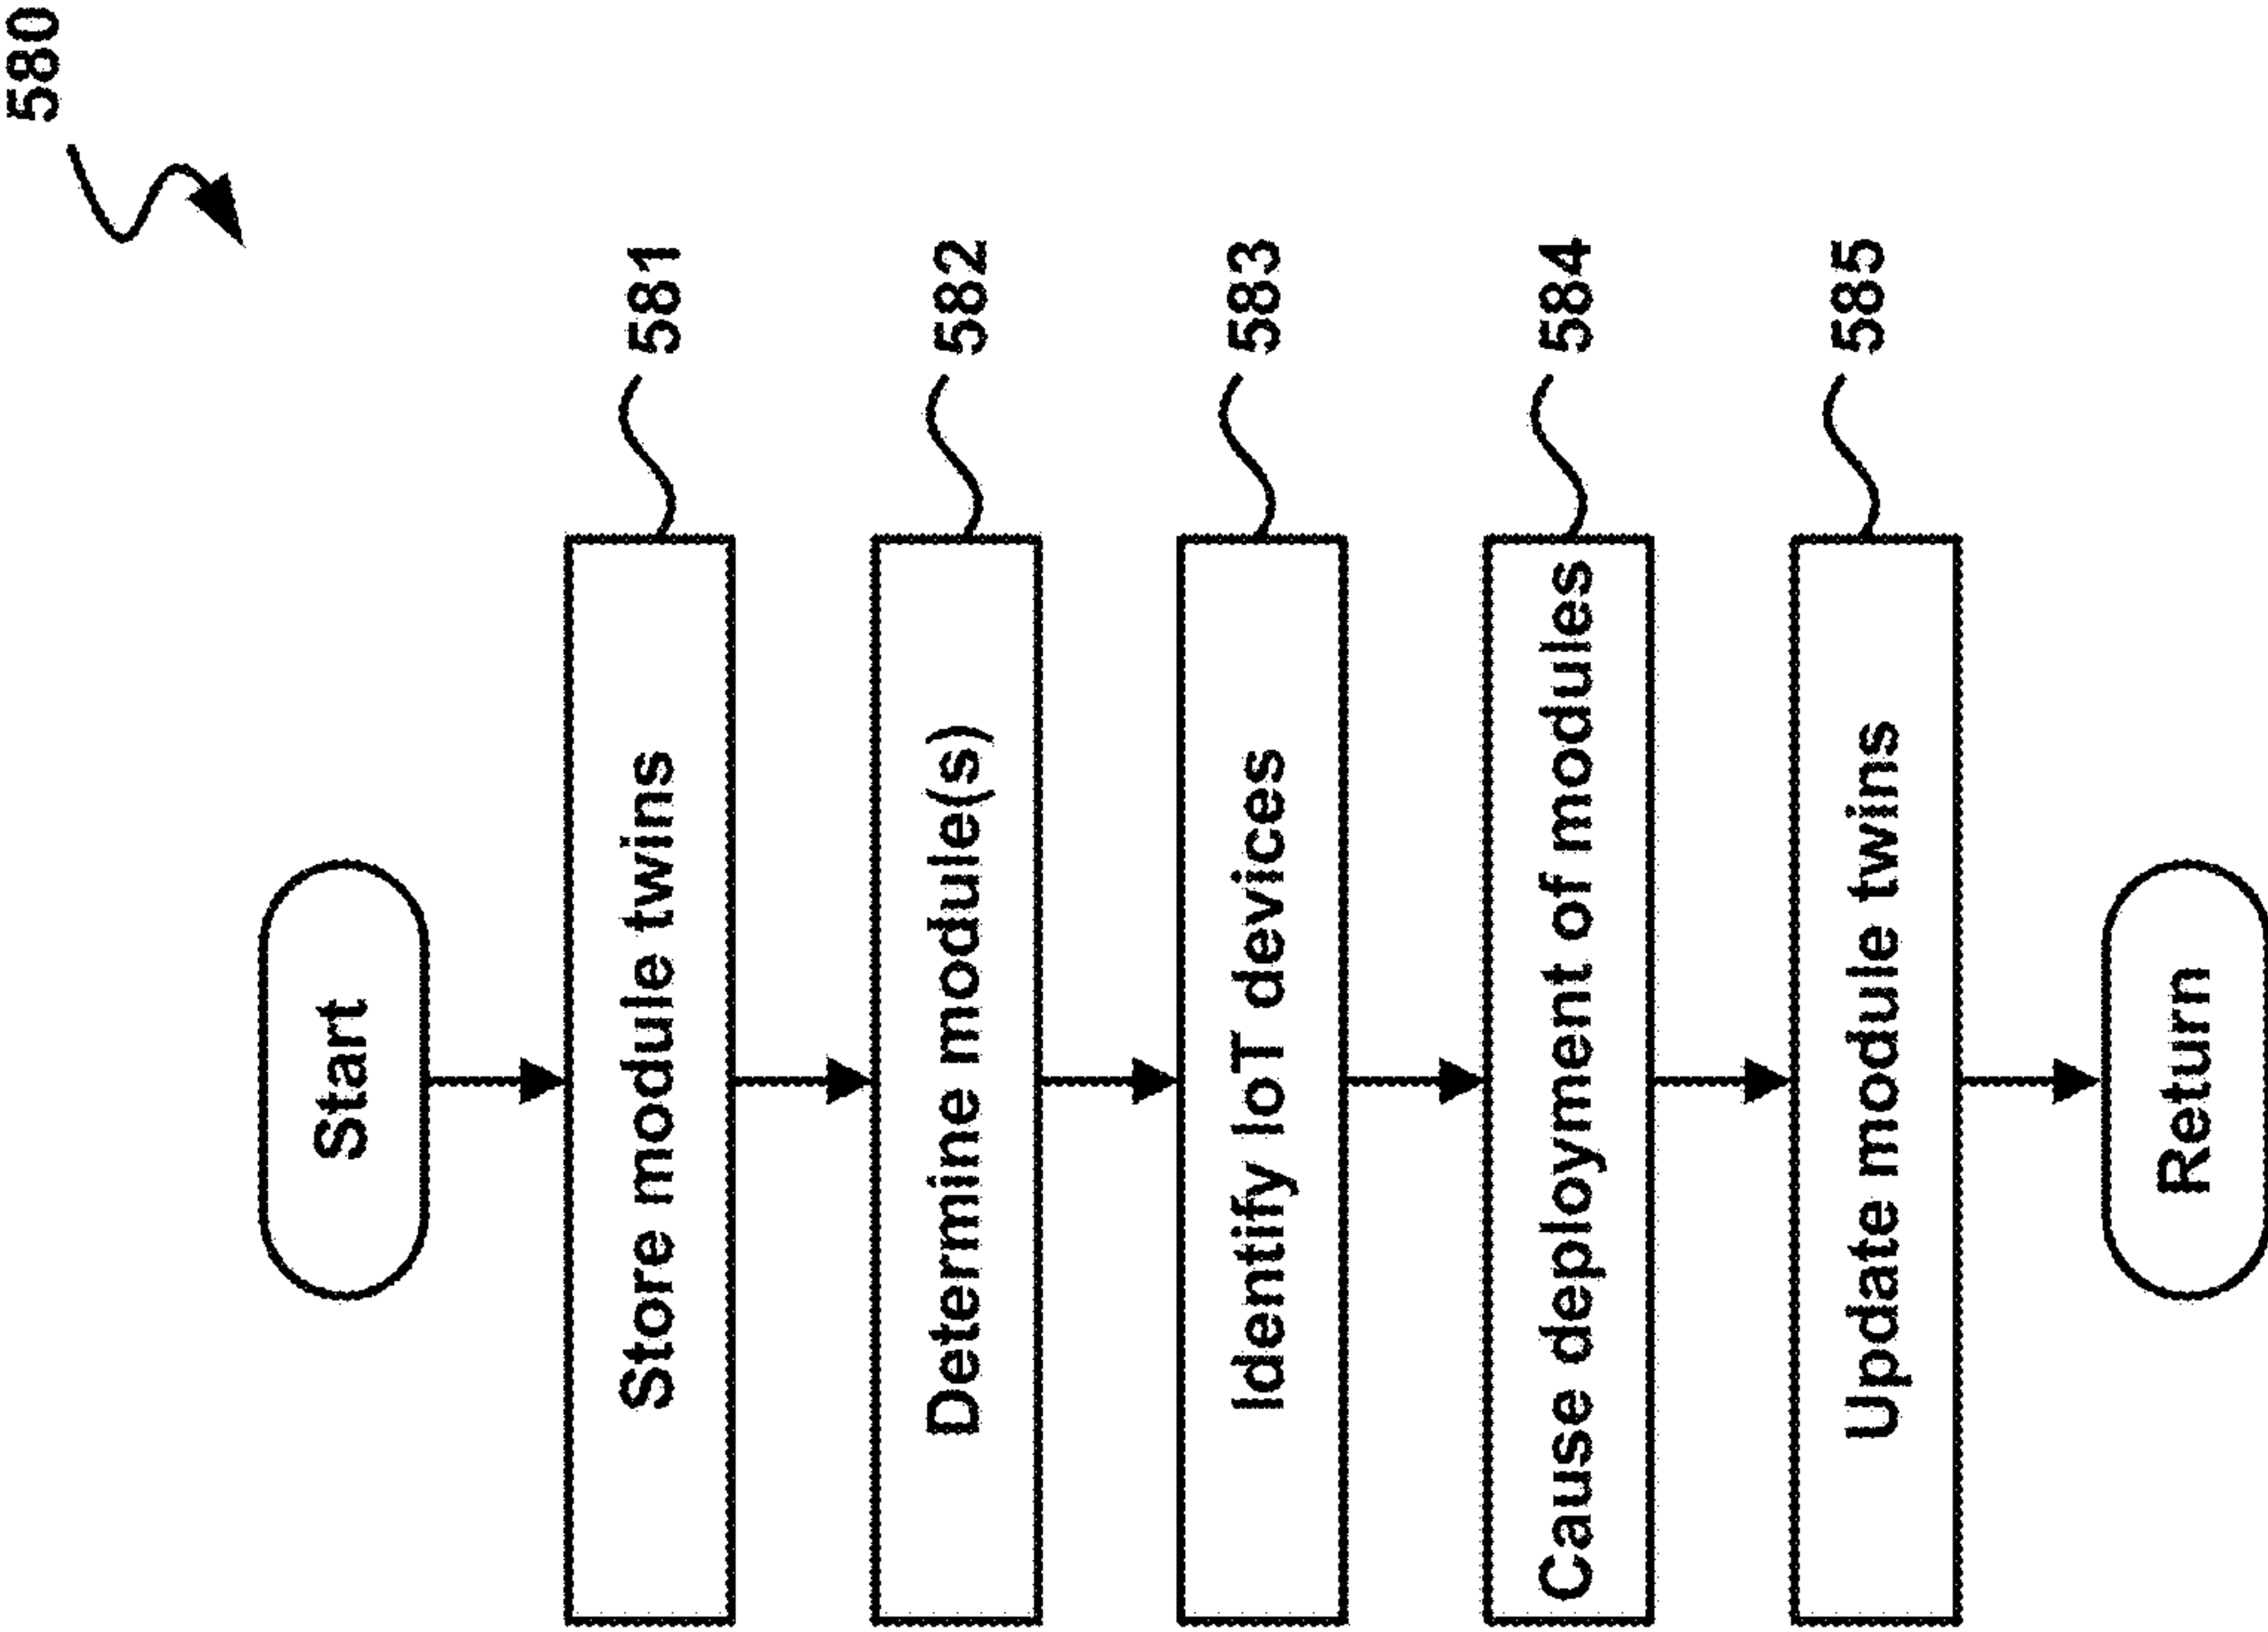 580
Start
Store module twins
581
Determine module(s)
582
Identify IoT devices
583
Cause deployment of modules
584
Update module twins
585
Return